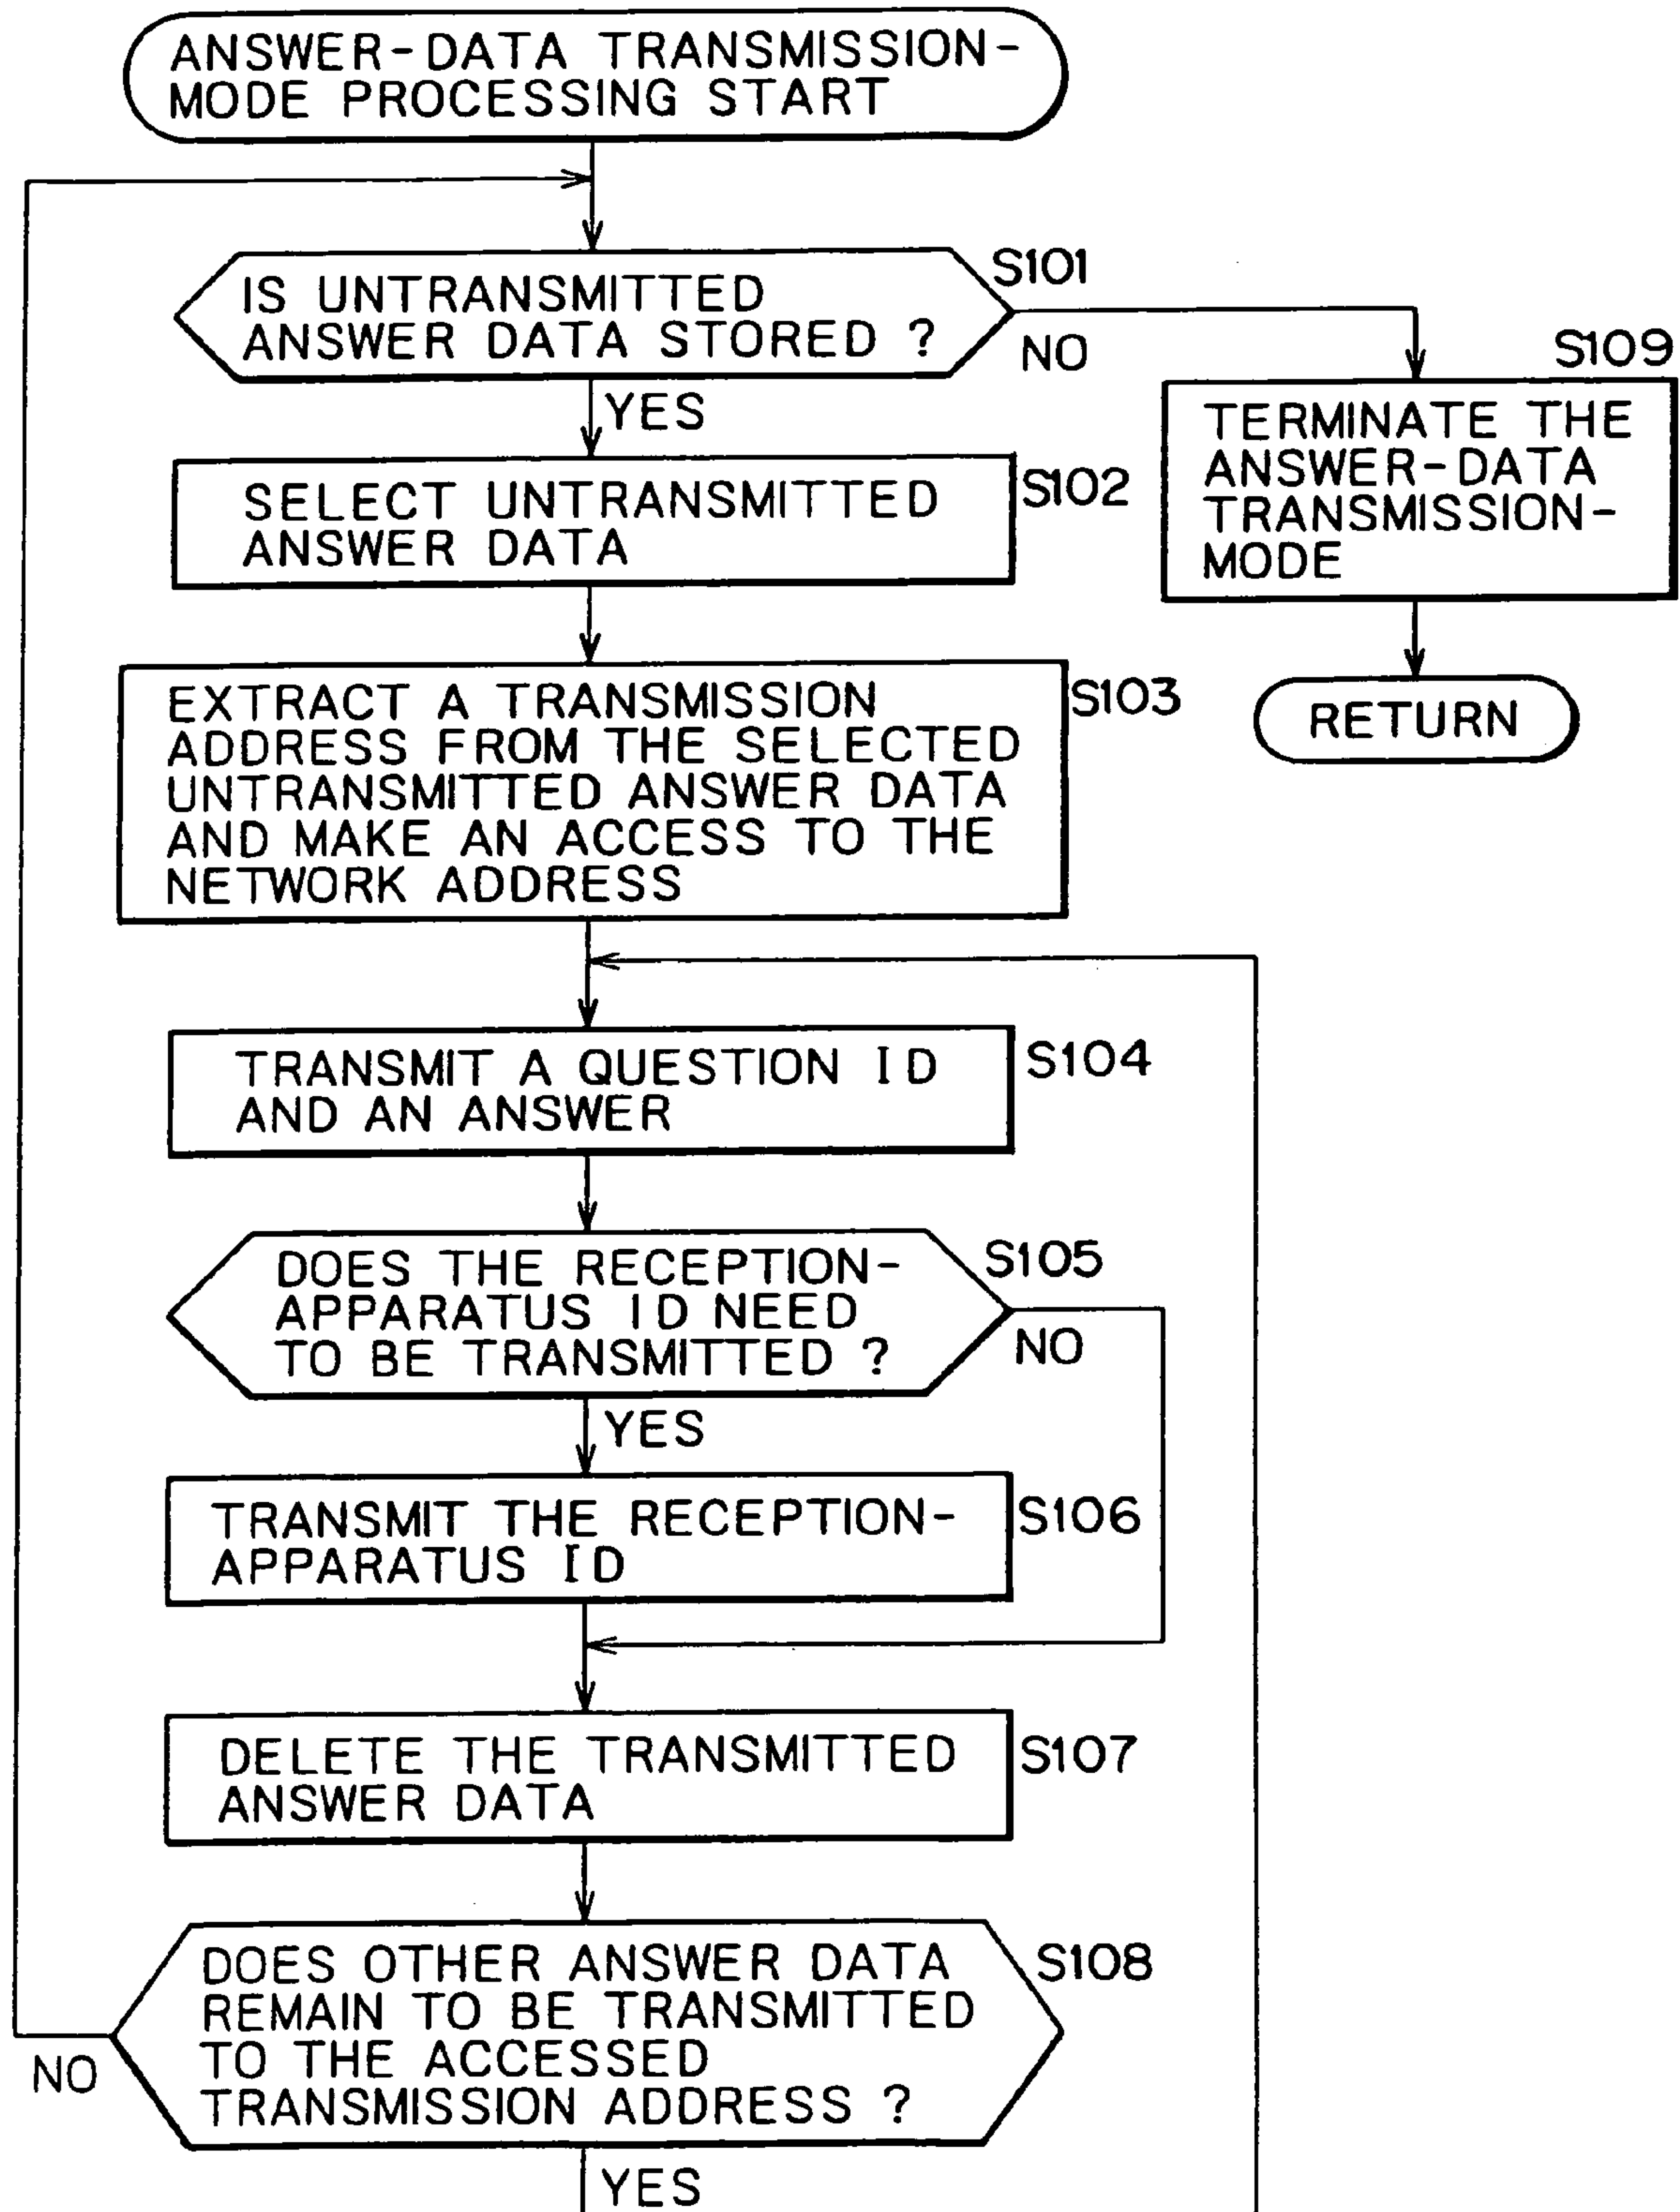 ANSWER-DATA TRANSMISSION-
MODE PROCESSING START
IS UNTRANSMITTED
ANSWER DATA STORED ?
S101
NO
YES
S109
TERMINATE THE
ANSWER-DATA
TRANSMISSION-
MODE
RETURN
SELECT UNTRANSMITTED
ANSWER DATA
S102
EXTRACT A TRANSMISSION
ADDRESS FROM THE SELECTED
UNTRANSMITTED ANSWER DATA
AND MAKE AN ACCESS TO THE
NETWORK ADDRESS
S103
TRANSMIT A QUESTION ID
AND AN ANSWER
S104
DOES THE RECEPTION-
APPARATUS ID NEED
TO BE TRANSMITTED ?
S105
NO
YES
TRANSMIT THE RECEPTION-
APPARATUS ID
S106
DELETE THE TRANSMITTED
ANSWER DATA
S107
DOES OTHER ANSWER DATA
REMAIN TO BE TRANSMITTED
TO THE ACCESSED
TRANSMISSION ADDRESS ?
S108
NO
YES